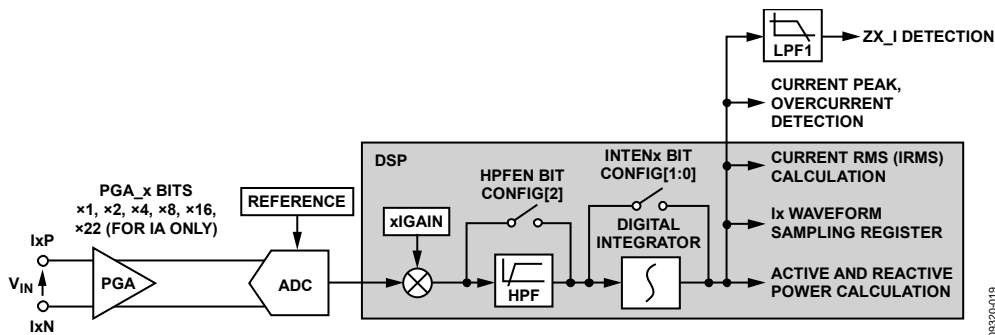 LPF1
ZX_I DETECTION
CURRENT PEAK,
OVERCURRENT
DETECTION
DSP
HPFEN BIT
CONFIG[2]
INTENx BIT
CONFIG[1:0]
CURRENT RMS (IRMS)
CALCULATION
PGA_x BITS
×1, ×2, ×4, ×8, ×16,
×22 (FOR IA ONLY)
REFERENCE
xIGAIN
DIGITAL
INTEGRATOR
Ix WAVEFORM
SAMPLING REGISTER
IxP
VIN
IxN
PGA
ADC
HPF
ACTIVE AND REACTIVE
POWER CALCULATION
09320-019